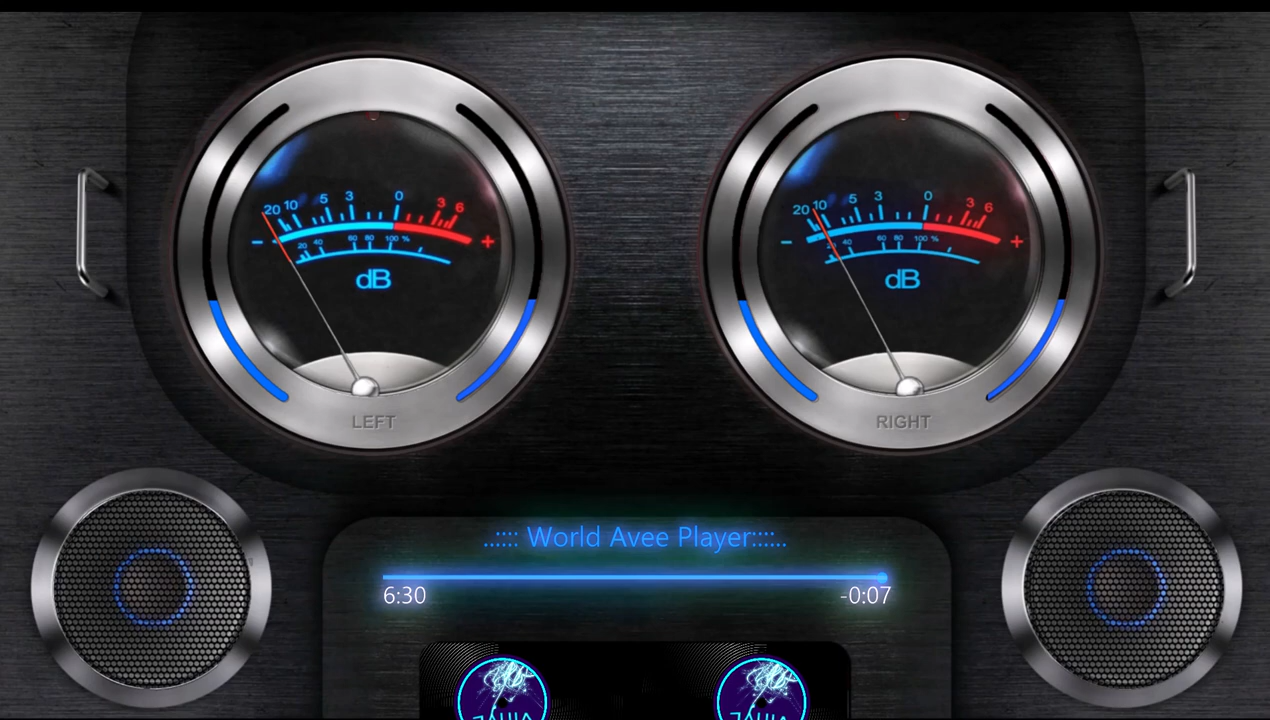 20 10 5 3 0 3 6
- +
20 40 60 80 100 %
dB
LEFT
20 10 5 3 0 3 6
- +
40 60 80 100 %
dB
RIGHT
..:::: World Avee Player::::..
6:30 -0:07